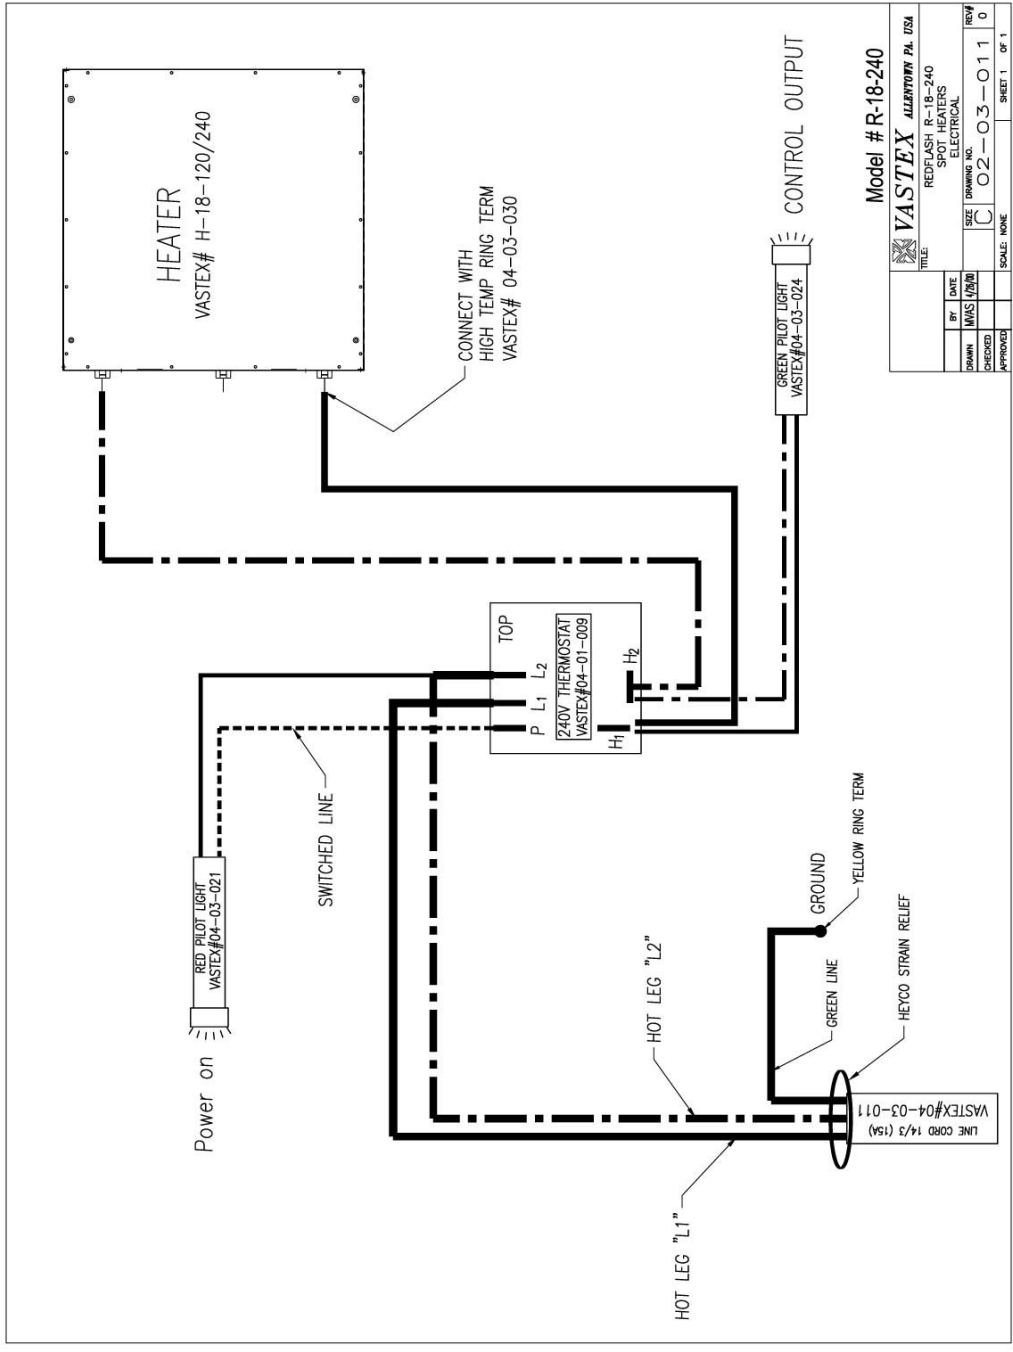 HEATER
VASTEX# H-18-120/240
CONNECT WITH
HIGH TEMP RING TERM
VASTEX# 04-03-030
Power on
RED PILOT LIGHT
VASTEX#04-03-021
SWITCHED LINE
TOP
P L1 L2
240V THERMOSTAT
VASTEX#04-01-009
H1 H2
GREEN PILOT LIGHT
VASTEX#04-03-024
CONTROL OUTPUT
HOT LEG "L1"
HOT LEG "L2"
GROUND
YELLOW RING TERM
GREEN LINE
HEYCO STRAIN RELIEF
LINE CORD 14/3 (15A)
VASTEX#04-03-011
Model # R-18-240
VASTEX ALLENTOWN PA. USA
TITLE:
REDFLASH R-18-240
SPOT HEATERS
ELECTRICAL
BY DATE
DRAWN MVAS 4/26/00
CHECKED
APPROVED
SIZE C
DRAWING NO. 02-03-011
REV# 0
SCALE: NONE
SHEET 1 OF 1